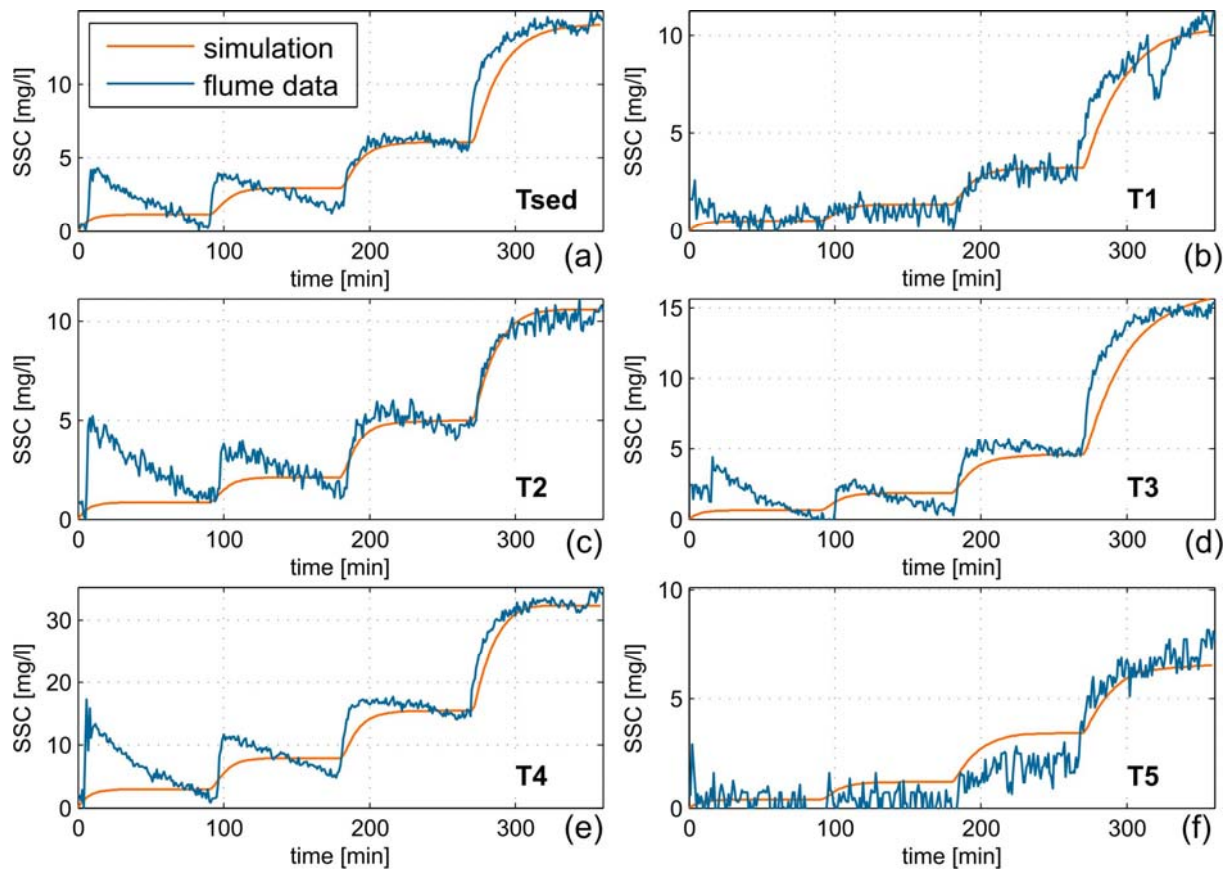 simulation
flume data
SSC [mg/l]
10
5
0
0 100 200 300
time [min]
Tsed
(a)
SSC [mg/l]
10
5
0
0 100 200 300
time [min]
T1
(b)
SSC [mg/l]
10
5
0
0 100 200 300
time [min]
T2
(c)
SSC [mg/l]
15
10
5
0
0 100 200 300
time [min]
T3
(d)
SSC [mg/l]
30
20
10
0
0 100 200 300
time [min]
T4
(e)
SSC [mg/l]
10
5
0
0 100 200 300
time [min]
T5
(f)